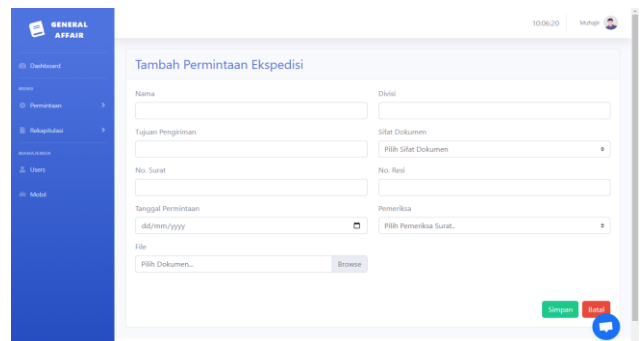 GENERAL
AFFAIR
10:06:20 Muhajir
Dashboard
Tambah Permintaan Ekspedisi
MENU
Permintaan
Rekapitulasi
MANAJEMEN
Users
Mobil
Nama
Divisi
Tujuan Pengiriman
Sifat Dokumen
Pilih Sifat Dokumen
No. Surat
No. Resi
Tanggal Permintaan
Pemeriksa
dd/mm/yyyy
Pilih Pemeriksa Surat..
File
Pilih Dokumen... Browse
Simpan Batal